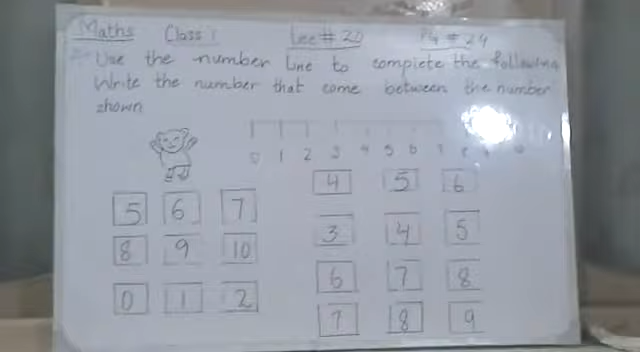 Maths Class 1 Lec # 20 Pg # 24
Use the number line to complete the following
Write the number that come between the number
shown
0 1 2 3 4 5 6 7 8
4 5 6
5 6 7
3 4 5
8 9 10
6 7 8
0 1 2
7 8 9